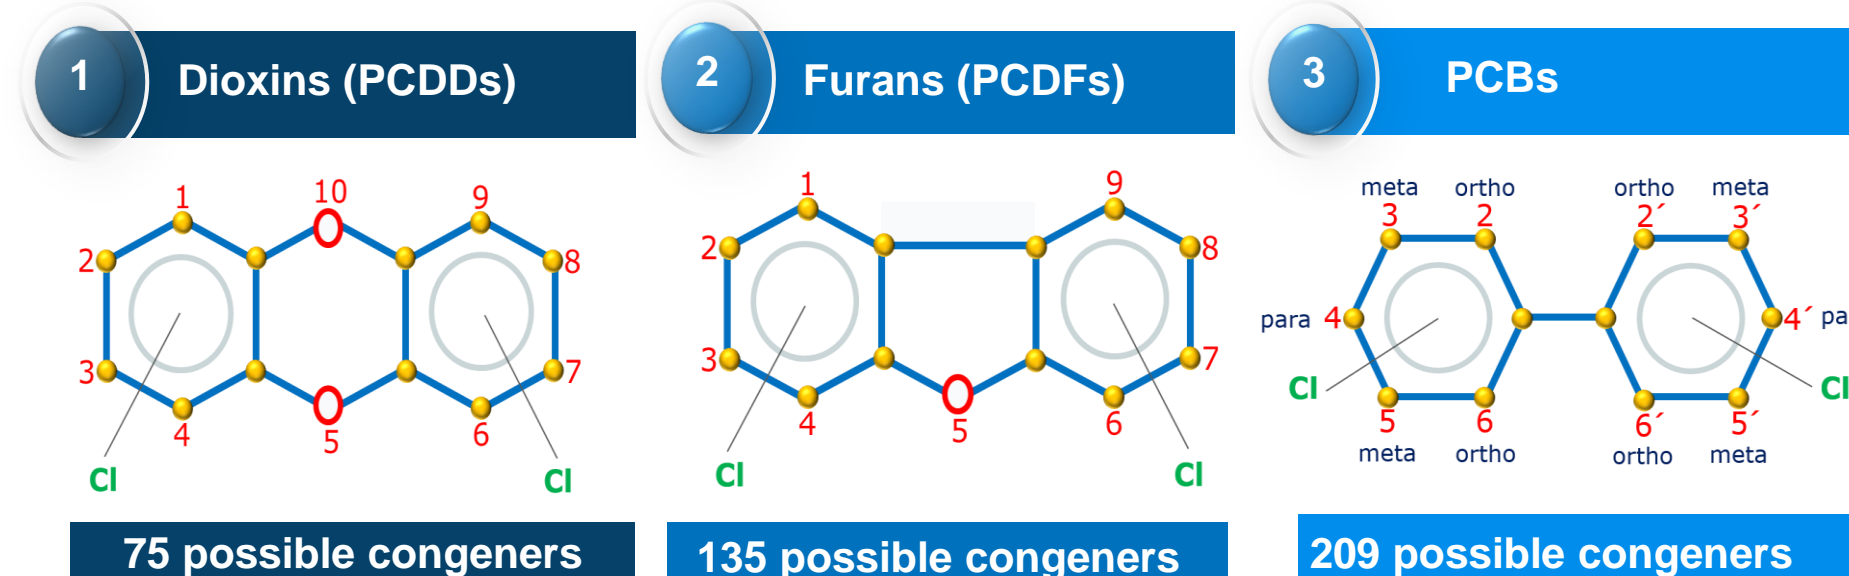 1
Dioxins (PCDDs)
1
10
9
2
8
3
7
4
5
6
Cl
Cl
75 possible congeners
2
Furans (PCDFs)
1
9
2
8
3
7
4
5
6
Cl
Cl
135 possible congeners
3
PCBs
meta ortho ortho meta
3 2 2´ 3´
para 4 4´ pa
Cl Cl
5 6 6´ 5´
meta ortho ortho meta
209 possible congeners